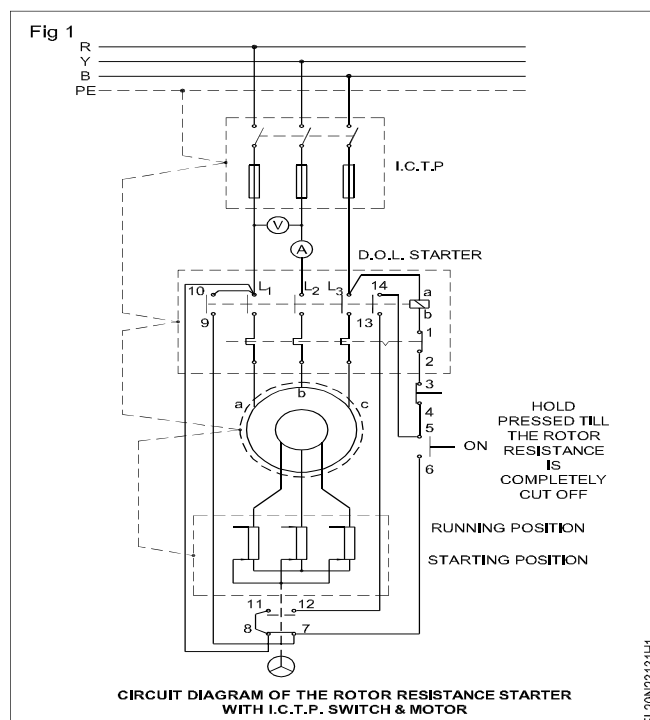 Fig 1
R
Y
B
PE
I.C.T.P
V
A
D.O.L. STARTER
10 L1 L2 L3 14 a
b
9 13 1
2
a b c
3
4
5
ON
6
HOLD
PRESSED TILL
THE ROTOR
RESISTANCE
IS
COMPLETELY
CUT OFF
RUNNING POSITION
STARTING POSITION
11 12
8 7
CIRCUIT DIAGRAM OF THE ROTOR RESISTANCE STARTER
WITH I.C.T.P. SWITCH & MOTOR